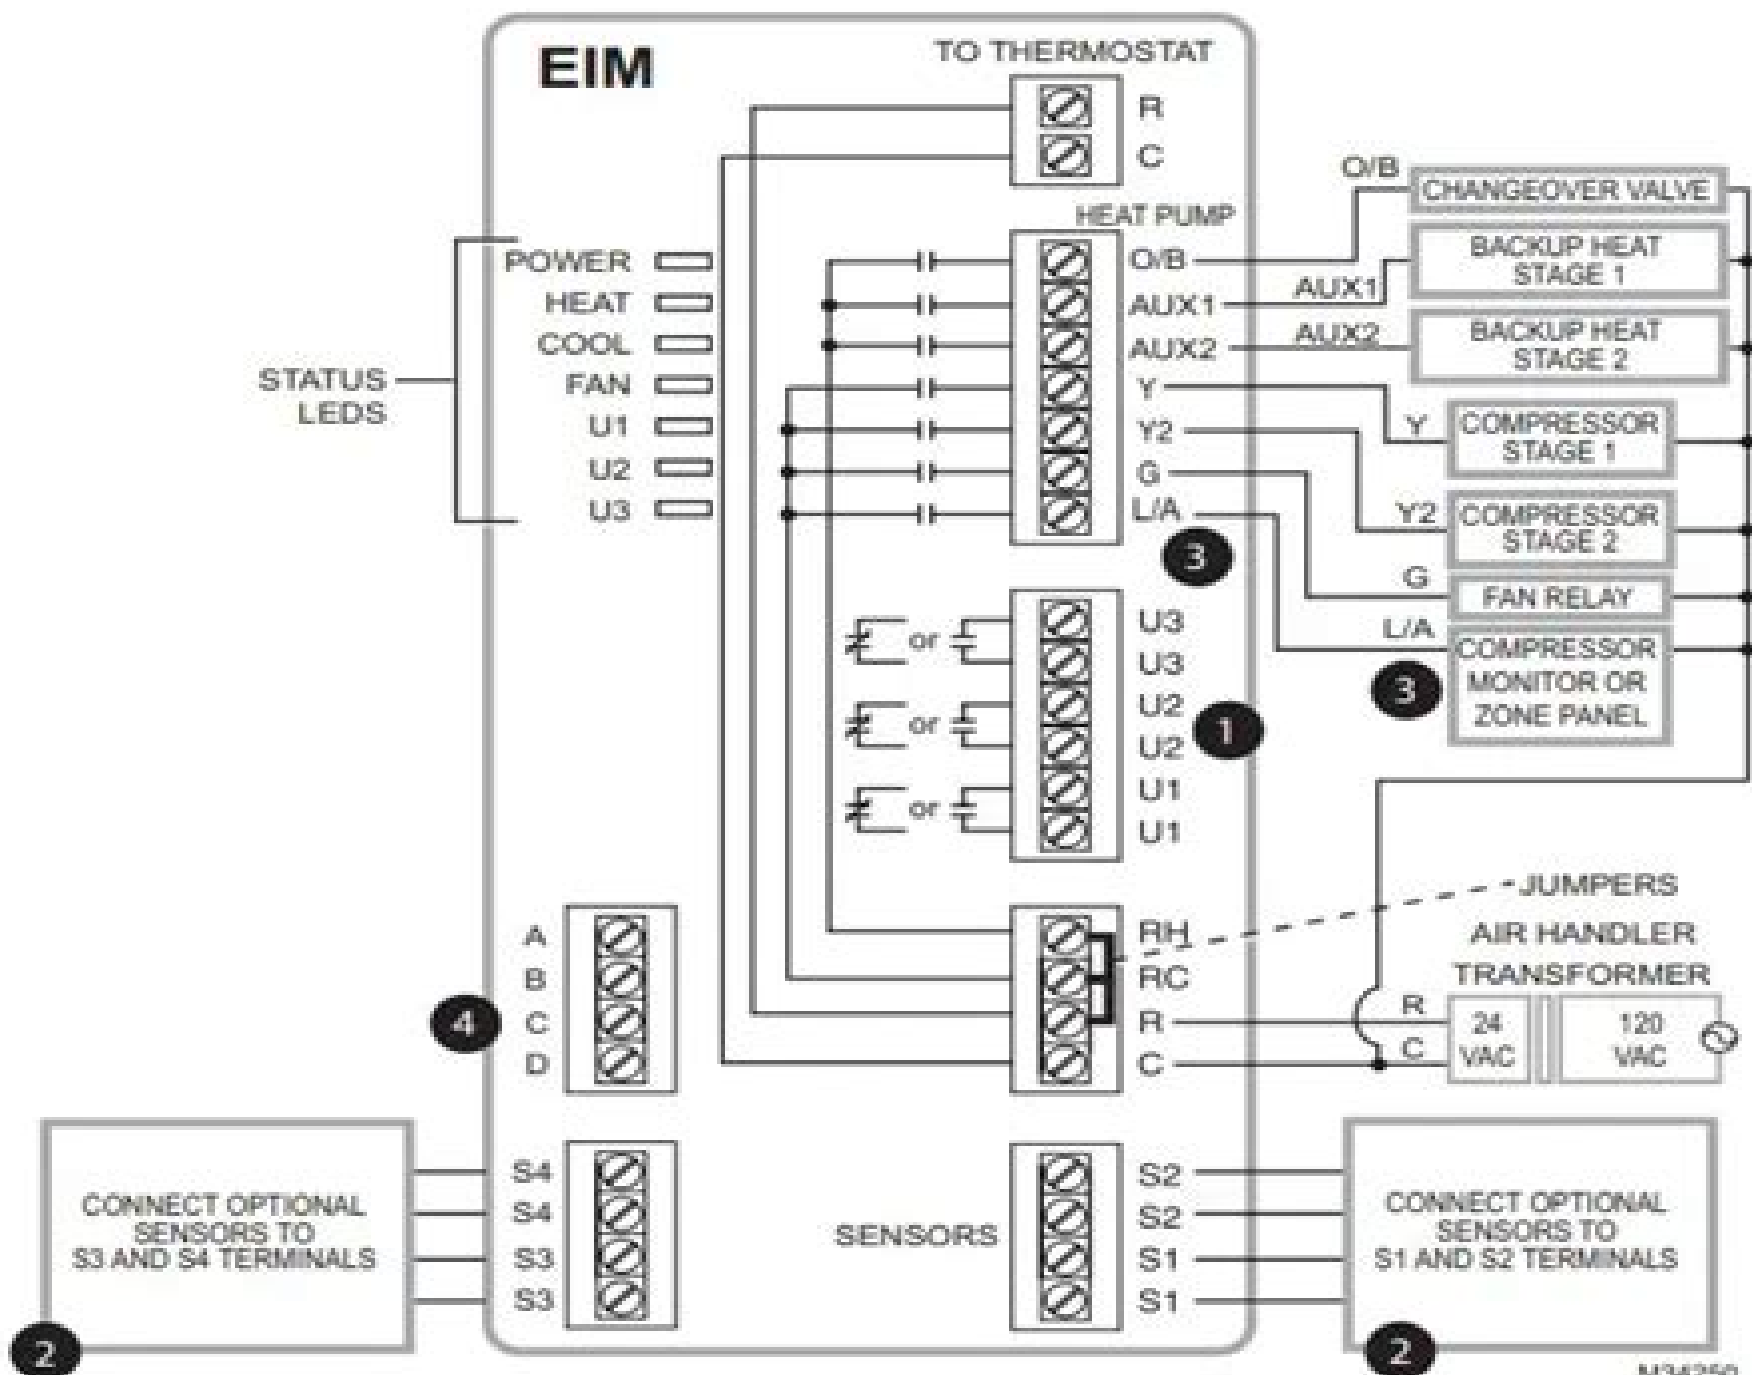 EIM
TO THERMOSTAT
R
C
HEAT PUMP
O/B
AUX1
AUX2
Y
Y2
G
L/A
3
STATUS
LEDS
POWER
HEAT
COOL
FAN
U1
U2
U3
O/B
CHANGEOVER VALVE
AUX1
BACKUP HEAT
STAGE 1
AUX2
BACKUP HEAT
STAGE 2
Y
COMPRESSOR
STAGE 1
Y2
COMPRESSOR
STAGE 2
G
FAN RELAY
L/A
COMPRESSOR
MONITOR OR
ZONE PANEL
3
or
or
or
U3
U3
U2
U2
U1
U1
1
JUMPERS
RH
RC
R
C
AIR HANDLER
TRANSFORMER
R
C
24
VAC
120
VAC
A
B
C
D
4
CONNECT OPTIONAL
SENSORS TO
S3 AND S4 TERMINALS
2
S4
S4
S3
S3
SENSORS
S2
S2
S1
S1
CONNECT OPTIONAL
SENSORS TO
S1 AND S2 TERMINALS
2
M34250